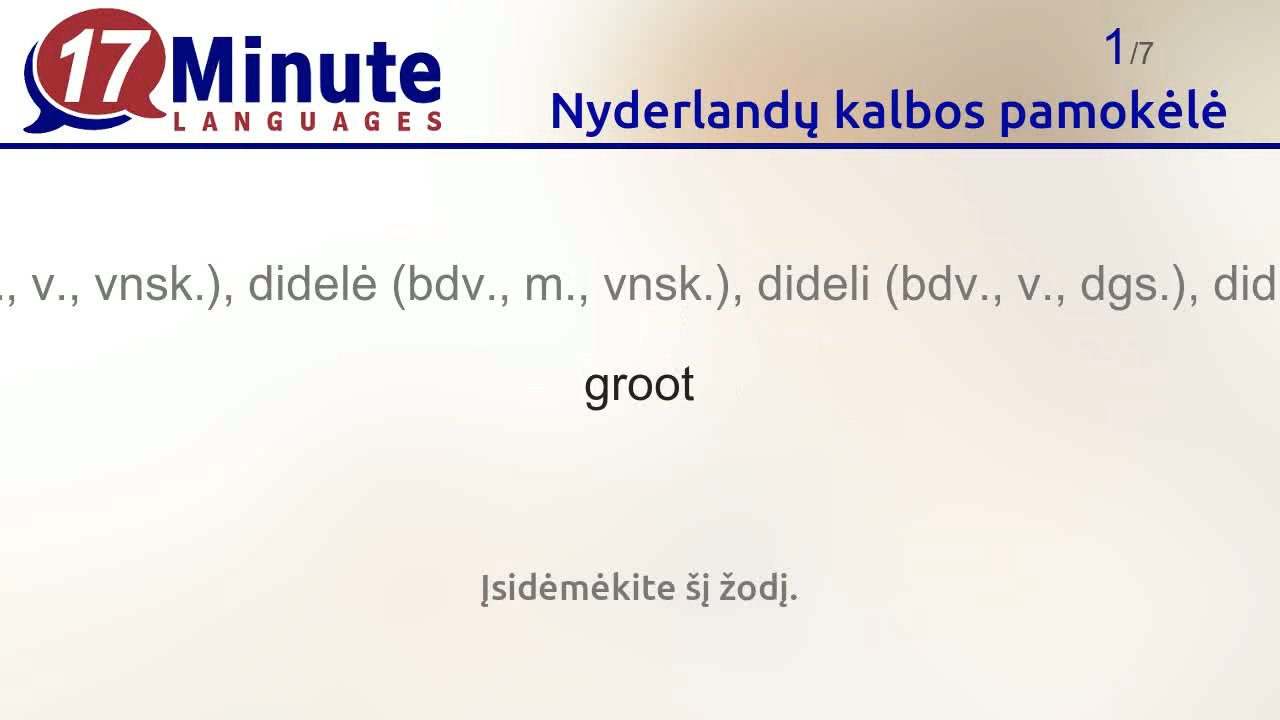 17 Minute
LANGUAGES
1/7
Nyderlandų kalbos pamokėlė
., v., vnsk.), didelė (bdv., m., vnsk.), dideli (bdv., v., dgs.), did
groot
Įsidėmėkite šį žodį.